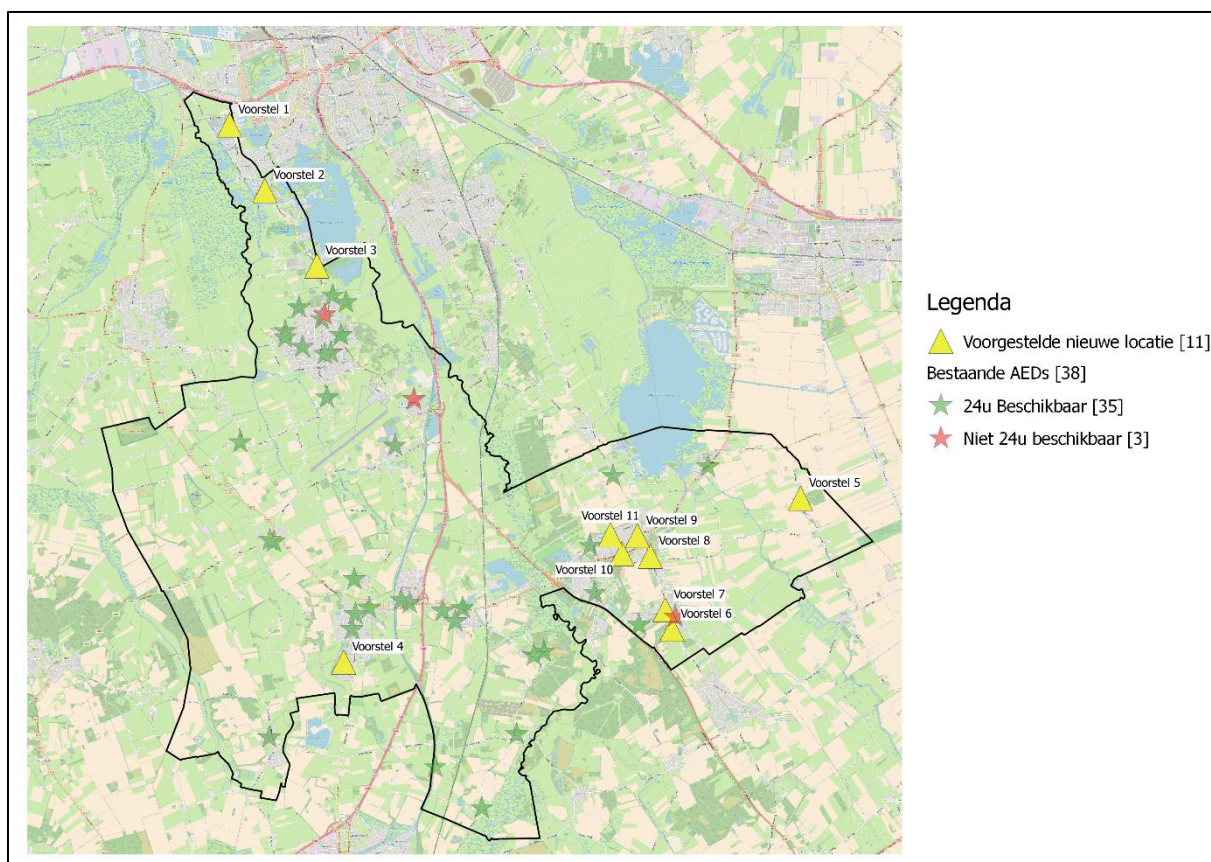 Voorstel 1
Voorstel 2
Voorstel 3
Voorstel 5
Voorstel 11
Voorstel 9
Voorstel 8
Voorstel 10
Voorstel 7
Voorstel 6
Voorstel 4
Legenda
Voorgestelde nieuwe locatie [11]
Bestaande AEDs [38]
24u Beschikbaar [35]
Niet 24u beschikbaar [3]